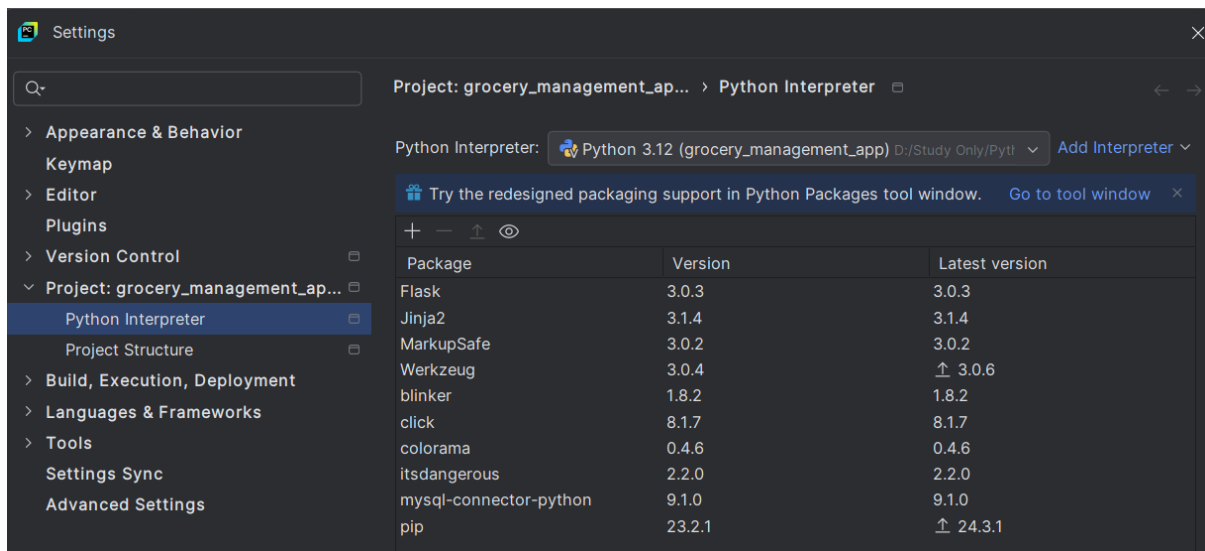 Settings
Project: grocery_management_ap... › Python Interpreter
Appearance & Behavior
Keymap
Editor
Plugins
Version Control
Project: grocery_management_ap...
Python Interpreter
Project Structure
Build, Execution, Deployment
Languages & Frameworks
Tools
Settings Sync
Advanced Settings
Python Interpreter: Python 3.12 (grocery_management_app) D:/Study Only/Pyth Add Interpreter
Try the redesigned packaging support in Python Packages tool window. Go to tool window
Package Version Latest version
Flask 3.0.3 3.0.3
Jinja2 3.1.4 3.1.4
MarkupSafe 3.0.2 3.0.2
Werkzeug 3.0.4 3.0.6
blinker 1.8.2 1.8.2
click 8.1.7 8.1.7
colorama 0.4.6 0.4.6
itsdangerous 2.2.0 2.2.0
mysql-connector-python 9.1.0 9.1.0
pip 23.2.1 24.3.1